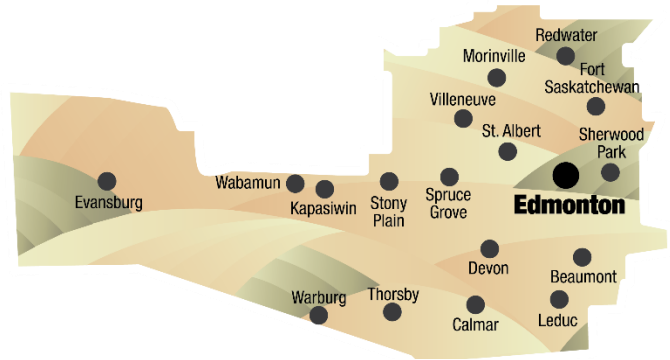 Redwater
Morinville
Fort
Saskatchewan
Villeneuve
St. Albert
Sherwood
Park
Wabamun
Evansburg
Kapasiwin
Stony
Plain
Spruce
Grove
Edmonton
Devon
Beaumont
Warburg
Thorsby
Calmar
Leduc